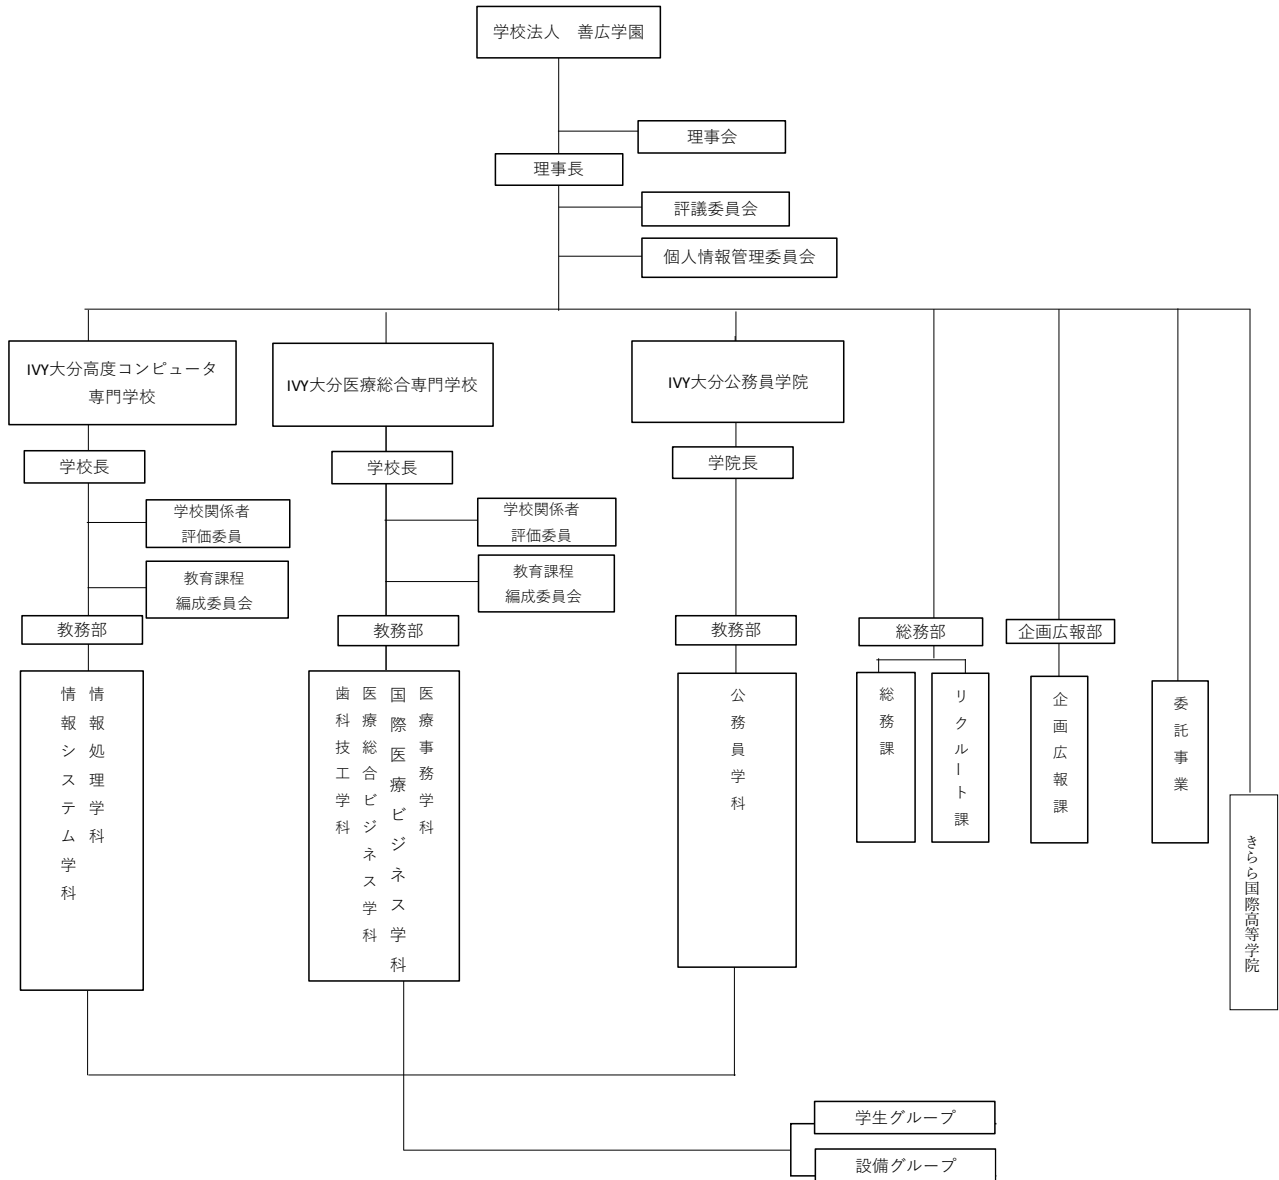 学校法人　善広学園
理事会
理事長
評議委員会
個人情報管理委員会
IVY大分高度コンピュータ
専門学校
IVY大分医療総合専門学校
IVY大分公務員学院
学校長
学校長
学院長
学校関係者
評価委員
学校関係者
評価委員
教育課程
編成委員会
教育課程
編成委員会
教務部
教務部
教務部
総務部
企画広報部
情報処理学科
情報システム学科
医療事務学科
国際医療ビジネス学科
医療総合ビジネス学科
歯科技工学科
公務員学科
総務課
リクルート課
企画広報課
委託事業
きらら国際高等学院
学生グループ
設備グループ